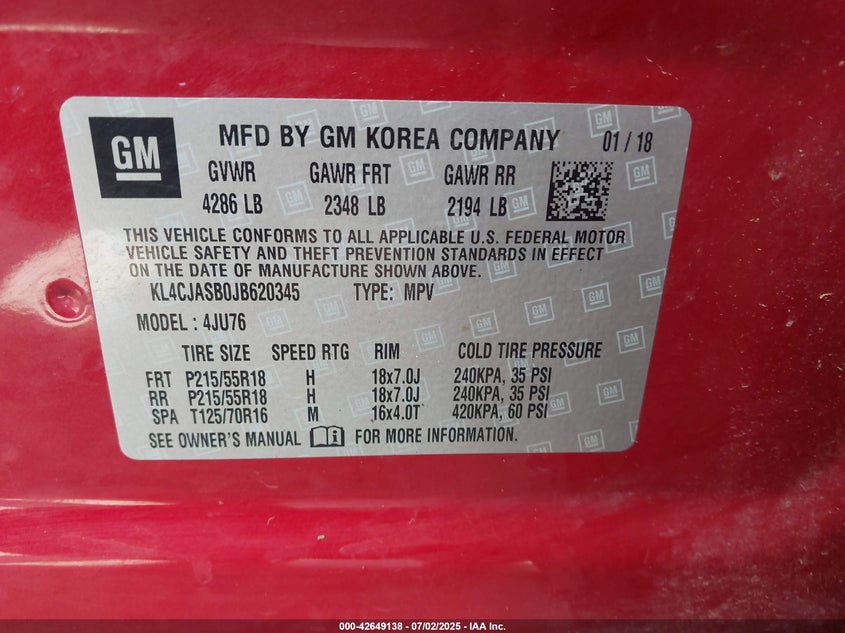 GM MFD BY GM KOREA COMPANY 01 / 18
GVWR GAWR FRT GAWR RR
4286 LB 2348 LB 2194 LB
THIS VEHICLE CONFORMS TO ALL APPLICABLE U.S. FEDERAL MOTOR
VEHICLE SAFETY AND THEFT PREVENTION STANDARDS IN EFFECT
ON THE DATE OF MANUFACTURE SHOWN ABOVE.
KL4CJASB0JB620345 TYPE: MPV
MODEL : 4JU76
TIRE SIZE SPEED RTG RIM COLD TIRE PRESSURE
FRT P215/55R18 H 18x7.0J 240KPA, 35 PSI
RR P215/55R18 H 18x7.0J 240KPA, 35 PSI
SPA T125/70R16 M 16x4.0T 420KPA, 60 PSI
SEE OWNER'S MANUAL FOR MORE INFORMATION.
000-42649138 - 07/02/2025 - IAA Inc.